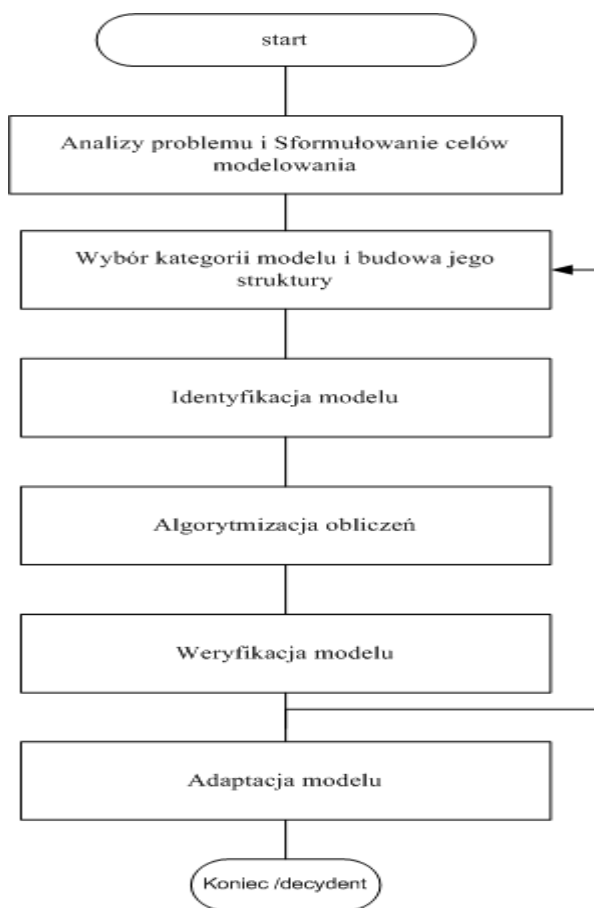 start
Analizy problemu i Sformułowanie celów
modelowania
Wybór kategorii modelu i budowa jego
struktury
Identyfikacja modelu
Algorytmizacja obliczeń
Weryfikacja modelu
Adaptacja modelu
Koniec /decydent